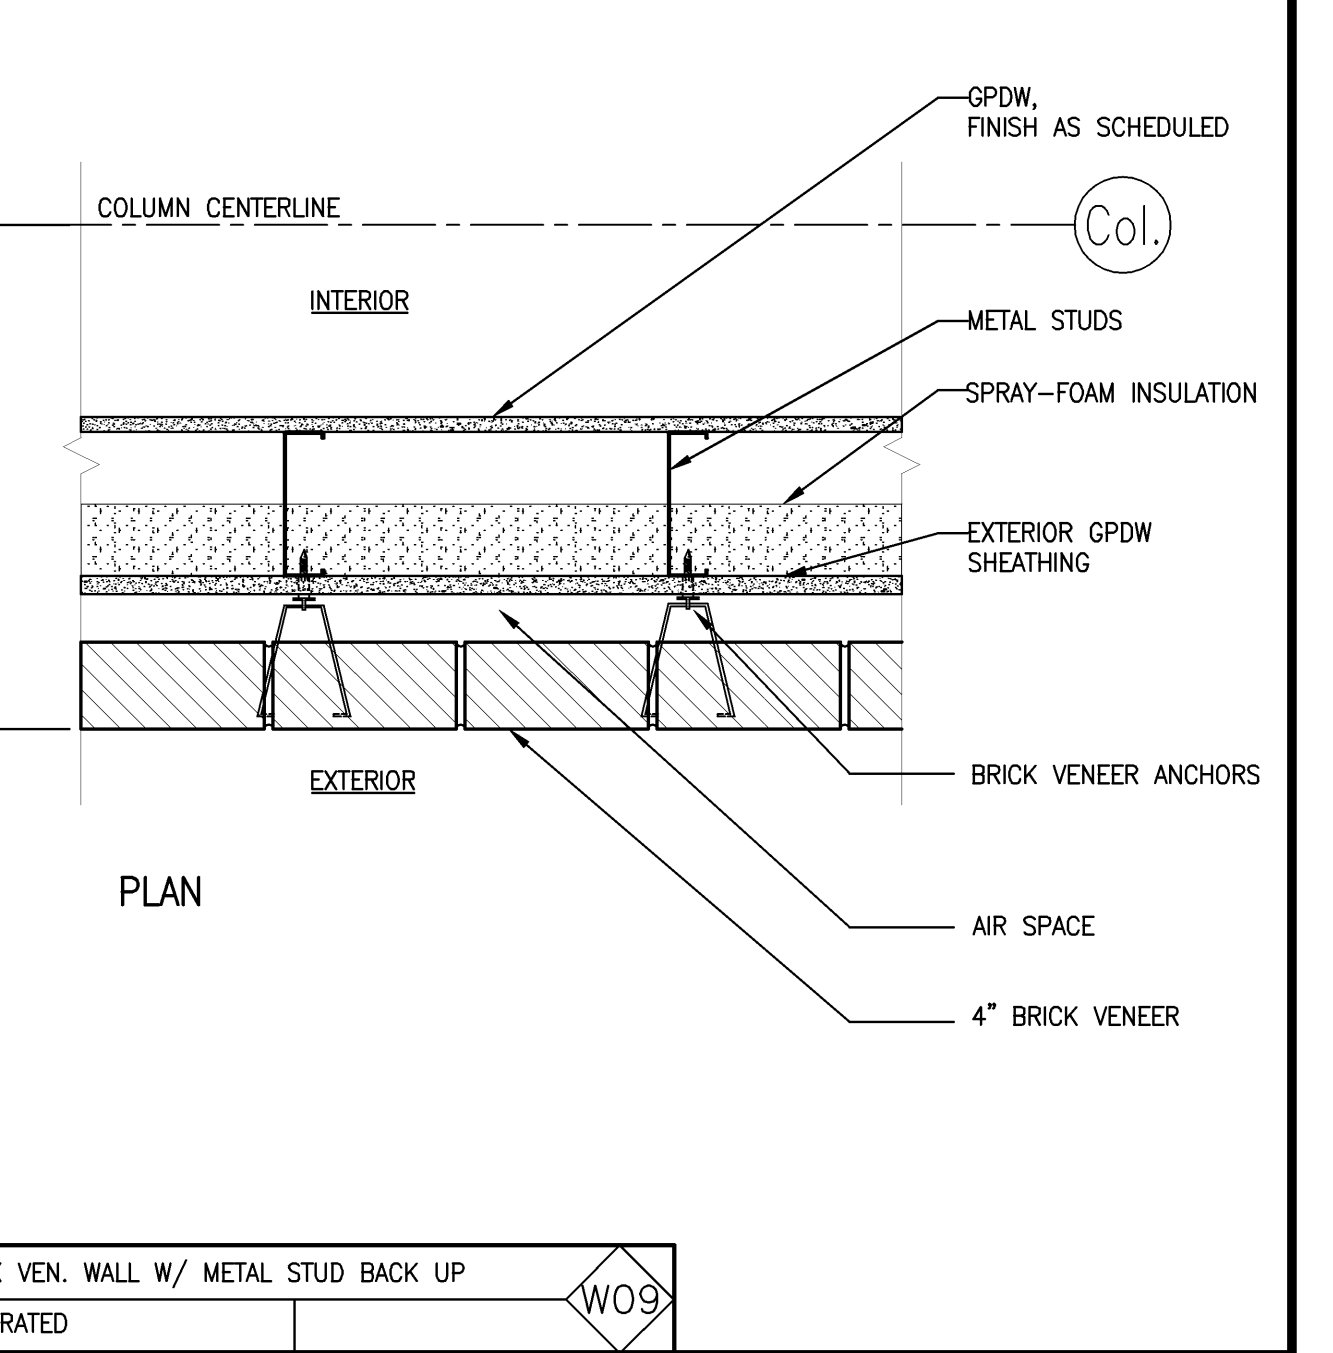 GPDW,
FINISH AS SCHEDULED
COLUMN CENTERLINE
Col.
INTERIOR
METAL STUDS
SPRAY-FOAM INSULATION
EXTERIOR GPDW
SHEATHING
BRICK VENEER ANCHORS
EXTERIOR
PLAN
AIR SPACE
4" BRICK VENEER
VEN. WALL W/ METAL STUD BACK UP
W09
RATED